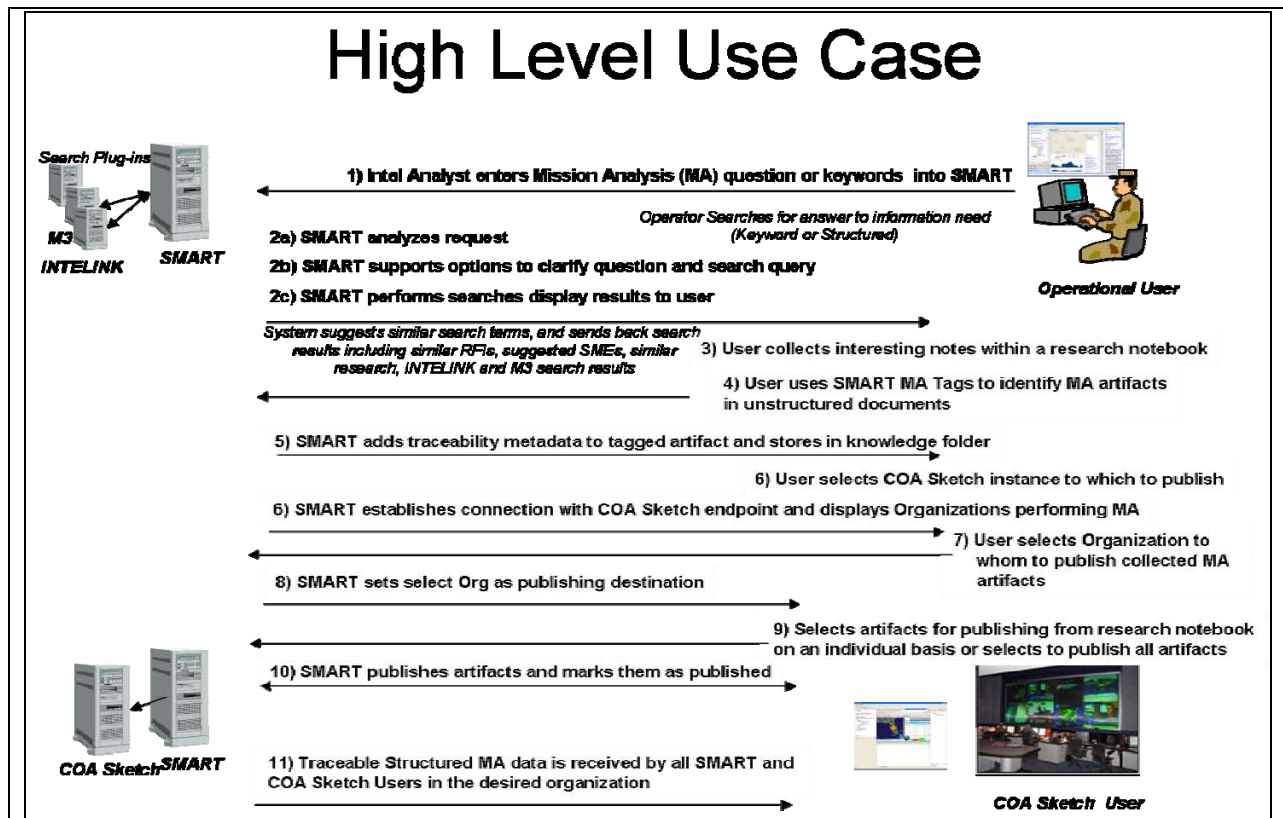 High Level Use Case
Search Plug-ins
M3
INTELINK
SMART
1) Intel Analyst enters Mission Analysis (MA) question or keywords into SMART
Operator Searches for answer to information need
(Keyword or Structured)
Operational User
2a) SMART analyzes request
2b) SMART supports options to clarify question and search query
2c) SMART performs searches display results to user
System suggests similar search terms, and sends back search
results including similar RFIs, suggested SMEs, similar
research, INTELINK and M3 search results
3) User collects interesting notes within a research notebook
4) User uses SMART MA Tags to identify MA artifacts
in unstructured documents
5) SMART adds traceability metadata to tagged artifact and stores in knowledge folder
6) User selects COA Sketch instance to which to publish
6) SMART establishes connection with COA Sketch endpoint and displays Organizations performing MA
7) User selects Organization to
whom to publish collected MA
artifacts
8) SMART sets select Org as publishing destination
9) Selects artifacts for publishing from research notebook
on an individual basis or selects to publish all artifacts
10) SMART publishes artifacts and marks them as published
COA Sketch
SMART
11) Traceable Structured MA data is received by all SMART and
COA Sketch Users in the desired organization
COA Sketch User